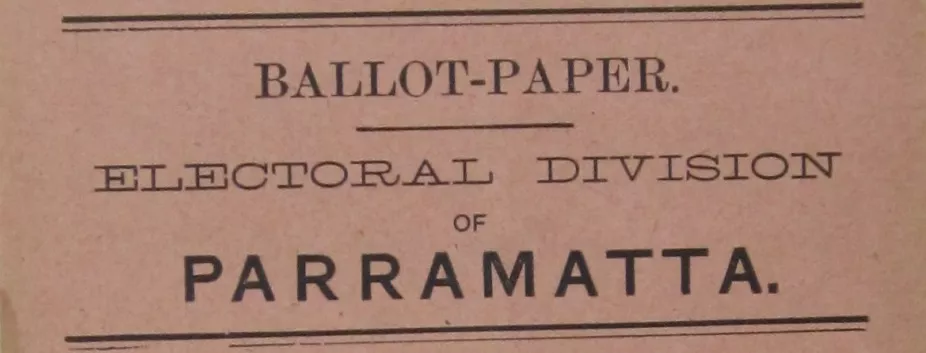 BALLOT-PAPER.
ELECTORAL DIVISION
OF
PARRAMATTA.